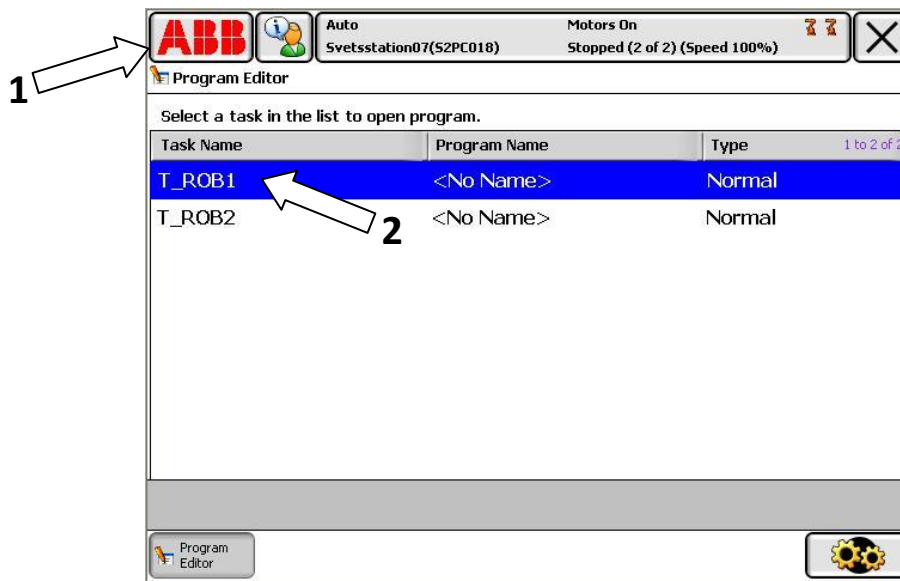 ABB
Auto
Motors On
Svetsstation07(S2PC018)
Stopped (2 of 2) (Speed 100%)
1
Program Editor
Select a task in the list to open program.
Task Name Program Name Type 1 to 2 of 2
T_ROB1 <No Name> Normal
2
T_ROB2 <No Name> Normal
Program
Editor